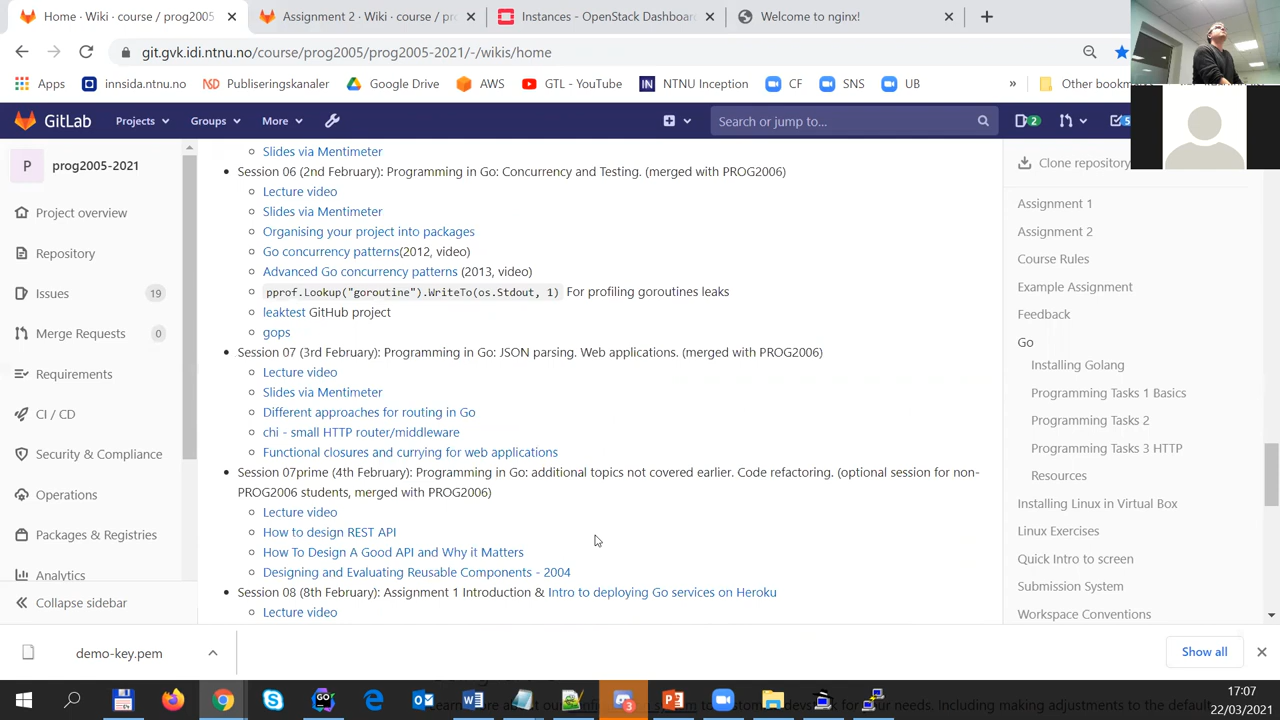 Home · Wiki · course / prog2005
Assignment 2 · Wiki · course / pr
Instances - OpenStack Dashboar
Welcome to nginx!
git.gvk.idi.ntnu.no/course/prog2005/prog2005-2021/-/wikis/home
Apps
innsida.ntnu.no
Publiseringskanaler
Google Drive
AWS
GTL - YouTube
NTNU Inception
CF
SNS
UB
»
Other bookm
GitLab
Projects
Groups
More
Search or jump to...
2
5
P
prog2005-2021
Project overview
Repository
Issues
19
Merge Requests
0
Requirements
CI / CD
Security & Compliance
Operations
Packages & Registries
Analytics
Collapse sidebar
Slides via Mentimeter
Session 06 (2nd February): Programming in Go: Concurrency and Testing. (merged with PROG2006)
Lecture video
Slides via Mentimeter
Organising your project into packages
Go concurrency patterns(2012, video)
Advanced Go concurrency patterns (2013, video)
pprof.Lookup("goroutine").WriteTo(os.Stdout, 1) For profiling goroutines leaks
leaktest GitHub project
gops
Session 07 (3rd February): Programming in Go: JSON parsing. Web applications. (merged with PROG2006)
Lecture video
Slides via Mentimeter
Different approaches for routing in Go
chi - small HTTP router/middleware
Functional closures and currying for web applications
Session 07prime (4th February): Programming in Go: additional topics not covered earlier. Code refactoring. (optional session for non-
PROG2006 students, merged with PROG2006)
Lecture video
How to design REST API
How To Design A Good API and Why it Matters
Designing and Evaluating Reusable Components - 2004
Session 08 (8th February): Assignment 1 Introduction & Intro to deploying Go services on Heroku
Lecture video
Clone repository
Assignment 1
Assignment 2
Course Rules
Example Assignment
Feedback
Go
Installing Golang
Programming Tasks 1 Basics
Programming Tasks 2
Programming Tasks 3 HTTP
Resources
Installing Linux in Virtual Box
Linux Exercises
Quick Intro to screen
Submission System
Workspace Conventions
demo-key.pem
Show all
17:07
22/03/2021